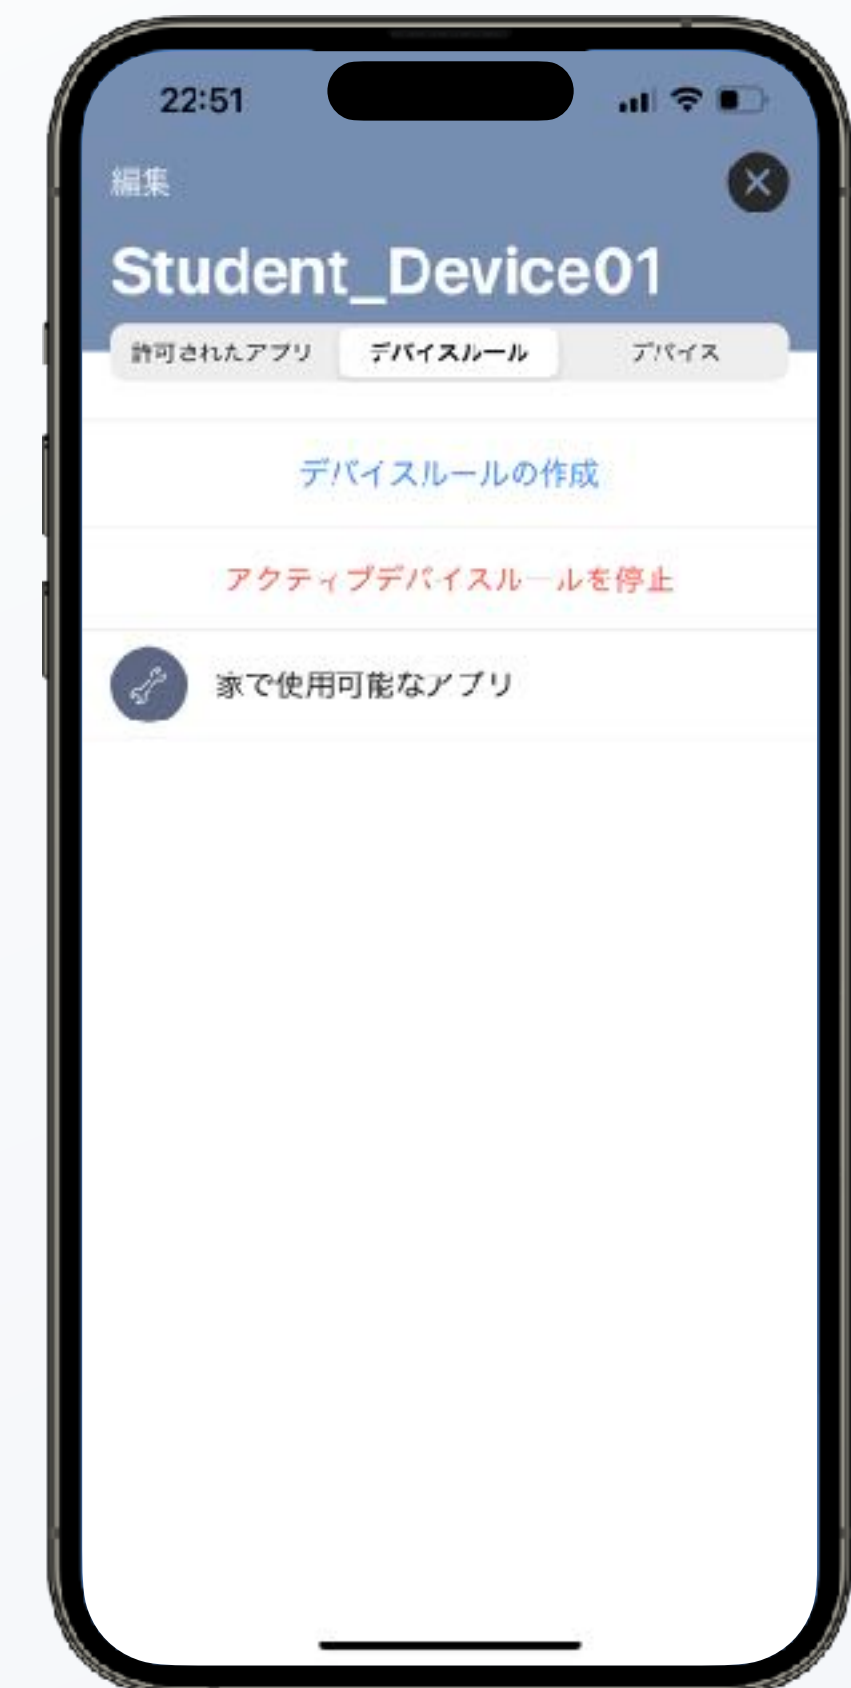 22:51
編集
Student_Device01
許可されたアプリ デバイスルール デバイス
デバイスルールの作成
アクティブデバイスルールを停止
家で使用可能なアプリ